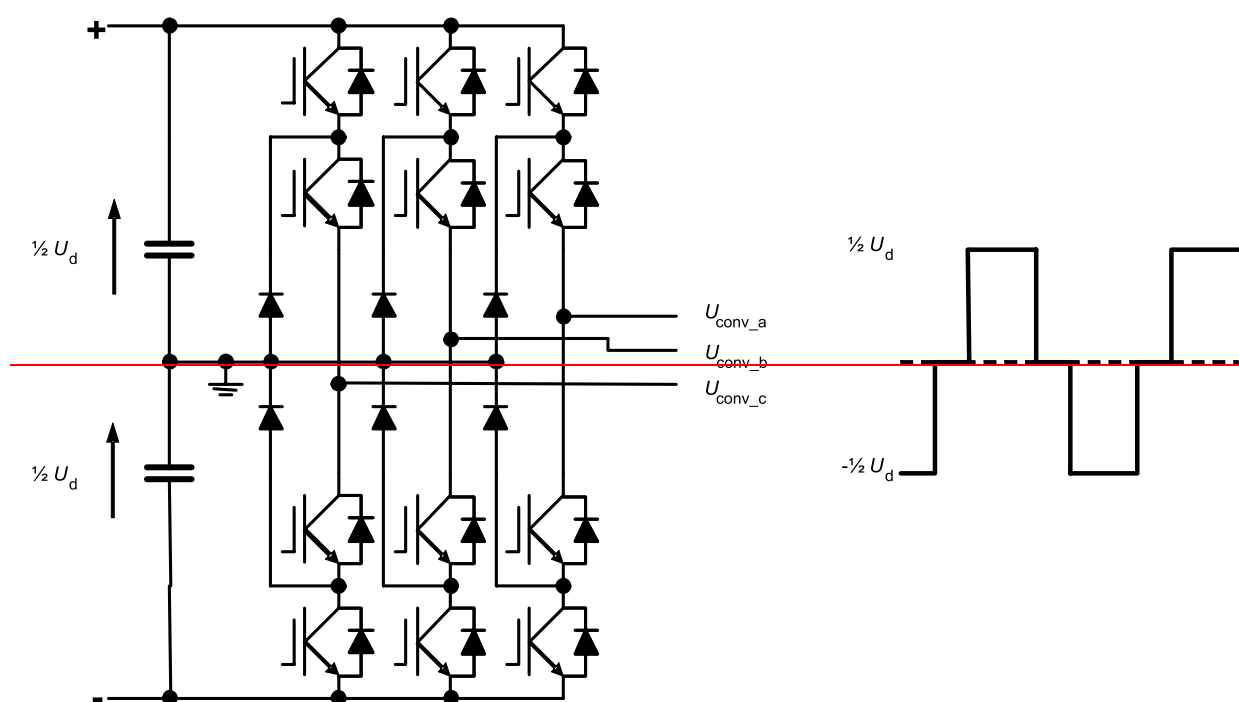 +
½ U_d
½ U_d
-
U_conv_a
U_conv_b
U_conv_c
½ U_d
-½ U_d